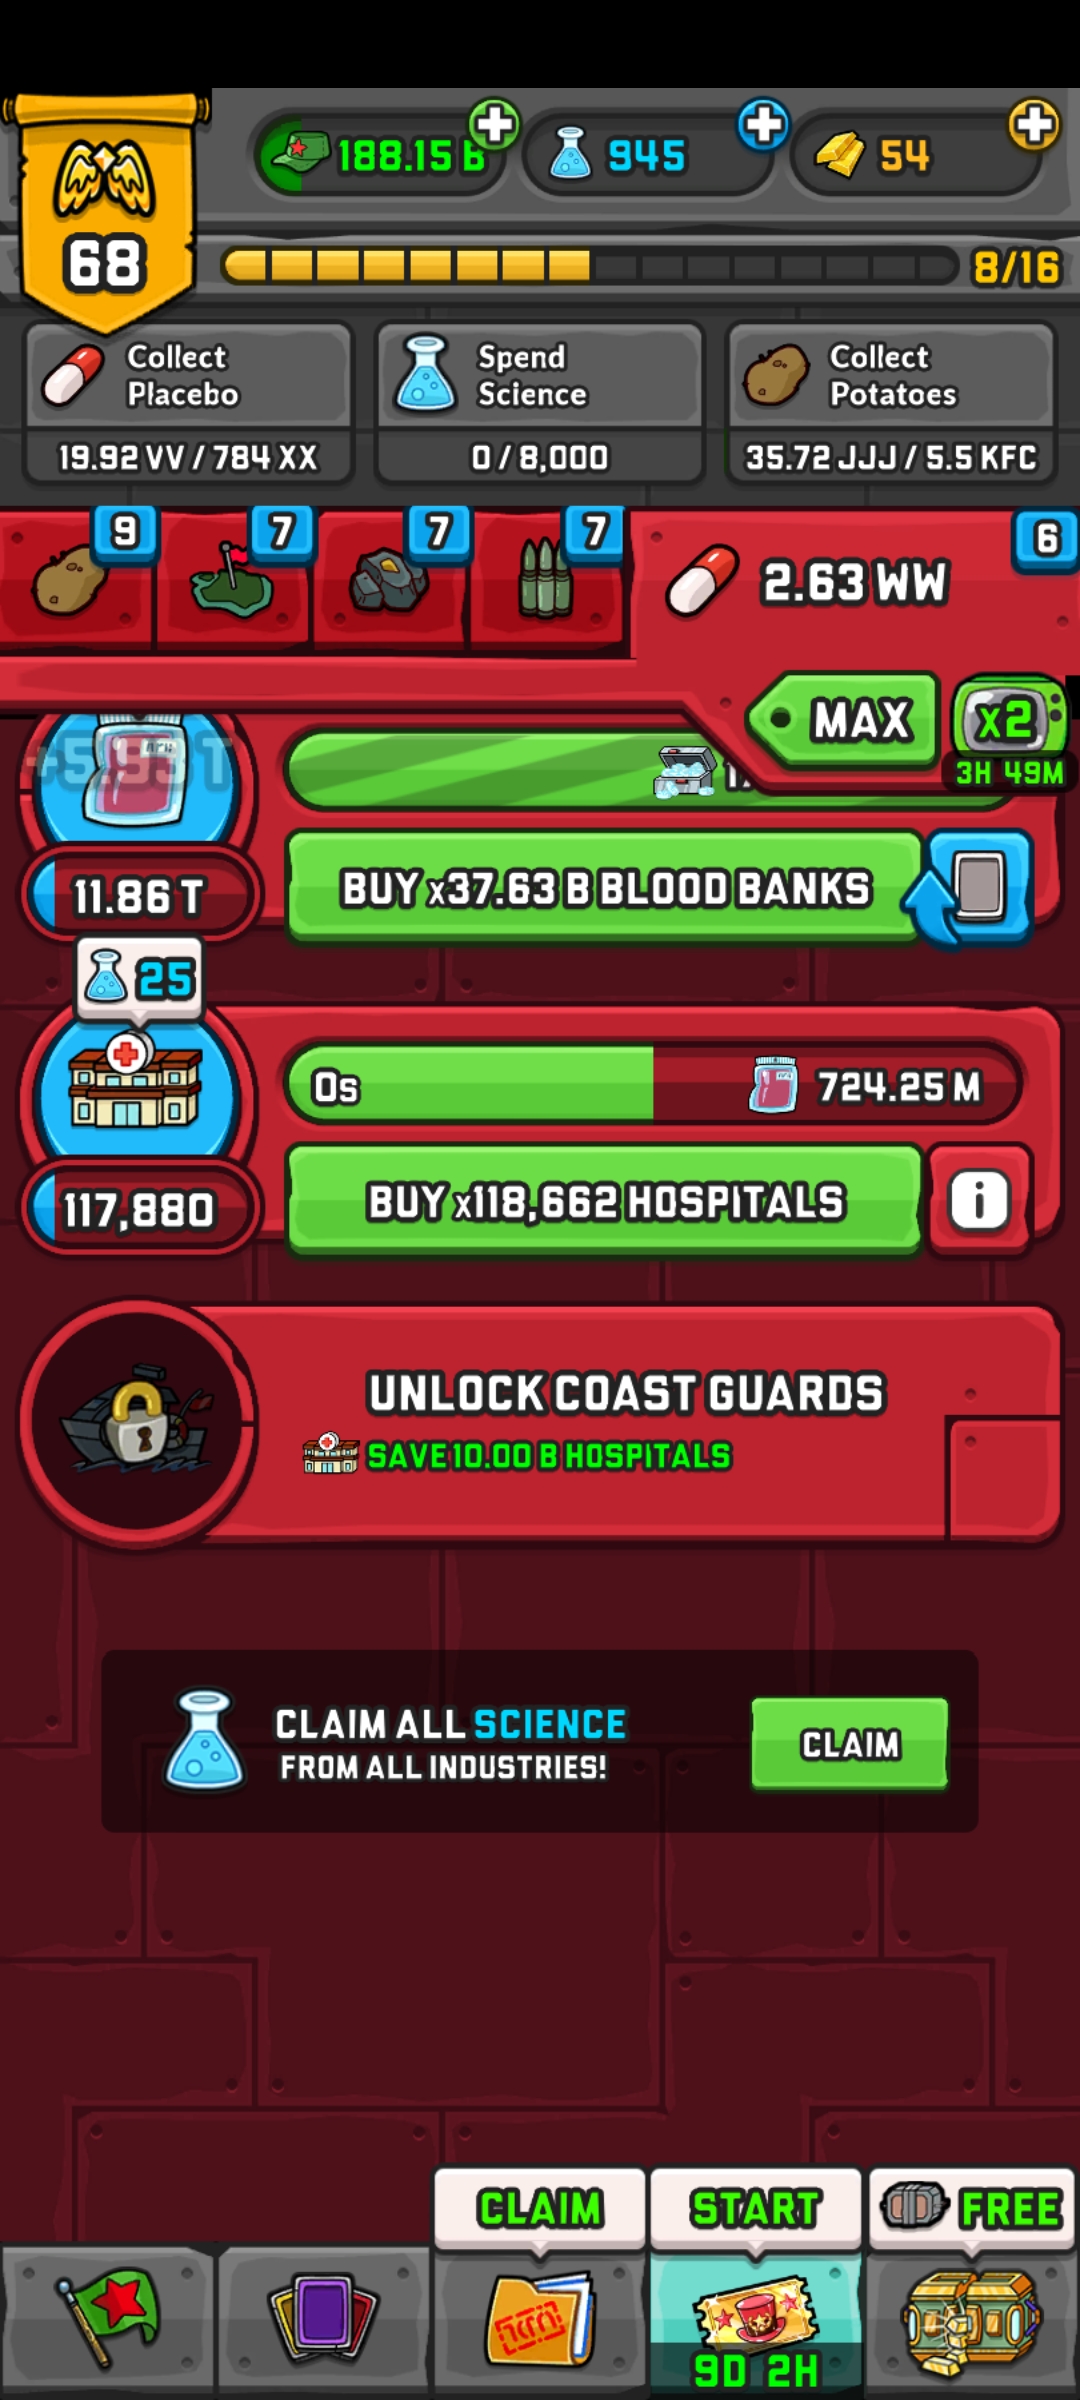 188.15 B
945
54
68
8/16
Collect
Placebo
19.92 VV / 784 XX
Spend
Science
0 / 8,000
Collect
Potatoes
35.72 JJJ / 5.5 KFC
9
7
7
7
6
2.63 WW
MAX
x2
3H 49M
11.86 T
BUY x37.63 B BLOOD BANKS
25
0s
724.25 M
117,880
BUY x118,662 HOSPITALS
i
UNLOCK COAST GUARDS
SAVE 10.00 B HOSPITALS
CLAIM ALL SCIENCE
FROM ALL INDUSTRIES!
CLAIM
CLAIM
START
FREE
9D 2H